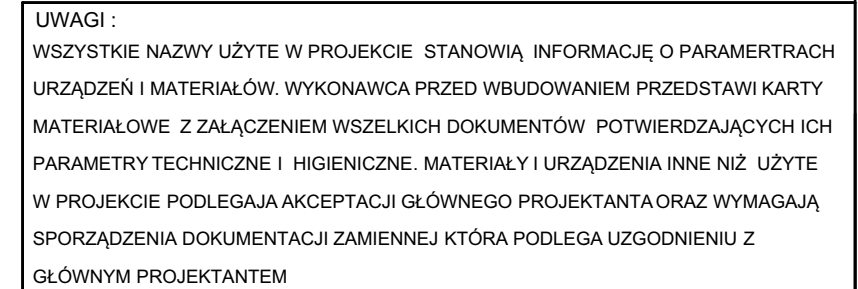 UWAGI :
WSZYSTKIE NAZWY UŻYTE W PROJEKCIE STANOWIĄ INFORMACJĘ O PARAMERTRACH
URZĄDZEŃ I MATERIAŁÓW. WYKONAWCA PRZED WBUDOWANIEM PRZEDSTAWI KARTY
MATERIAŁOWE Z ZAŁĄCZENIEM WSZELKICH DOKUMENTÓW POTWIERDZAJĄCYCH ICH
PARAMETRY TECHNICZNE I HIGIENICZNE. MATERIAŁY I URZĄDZENIA INNE NIŻ UŻYTE
W PROJEKCIE PODLEGAJA AKCEPTACJI GŁÓWNEGO PROJEKTANTA ORAZ WYMAGAJĄ
SPORZĄDZENIA DOKUMENTACJI ZAMIENNEJ KTÓRA PODLEGA UZGODNIENIU Z
GŁÓWNYM PROJEKTANTEM